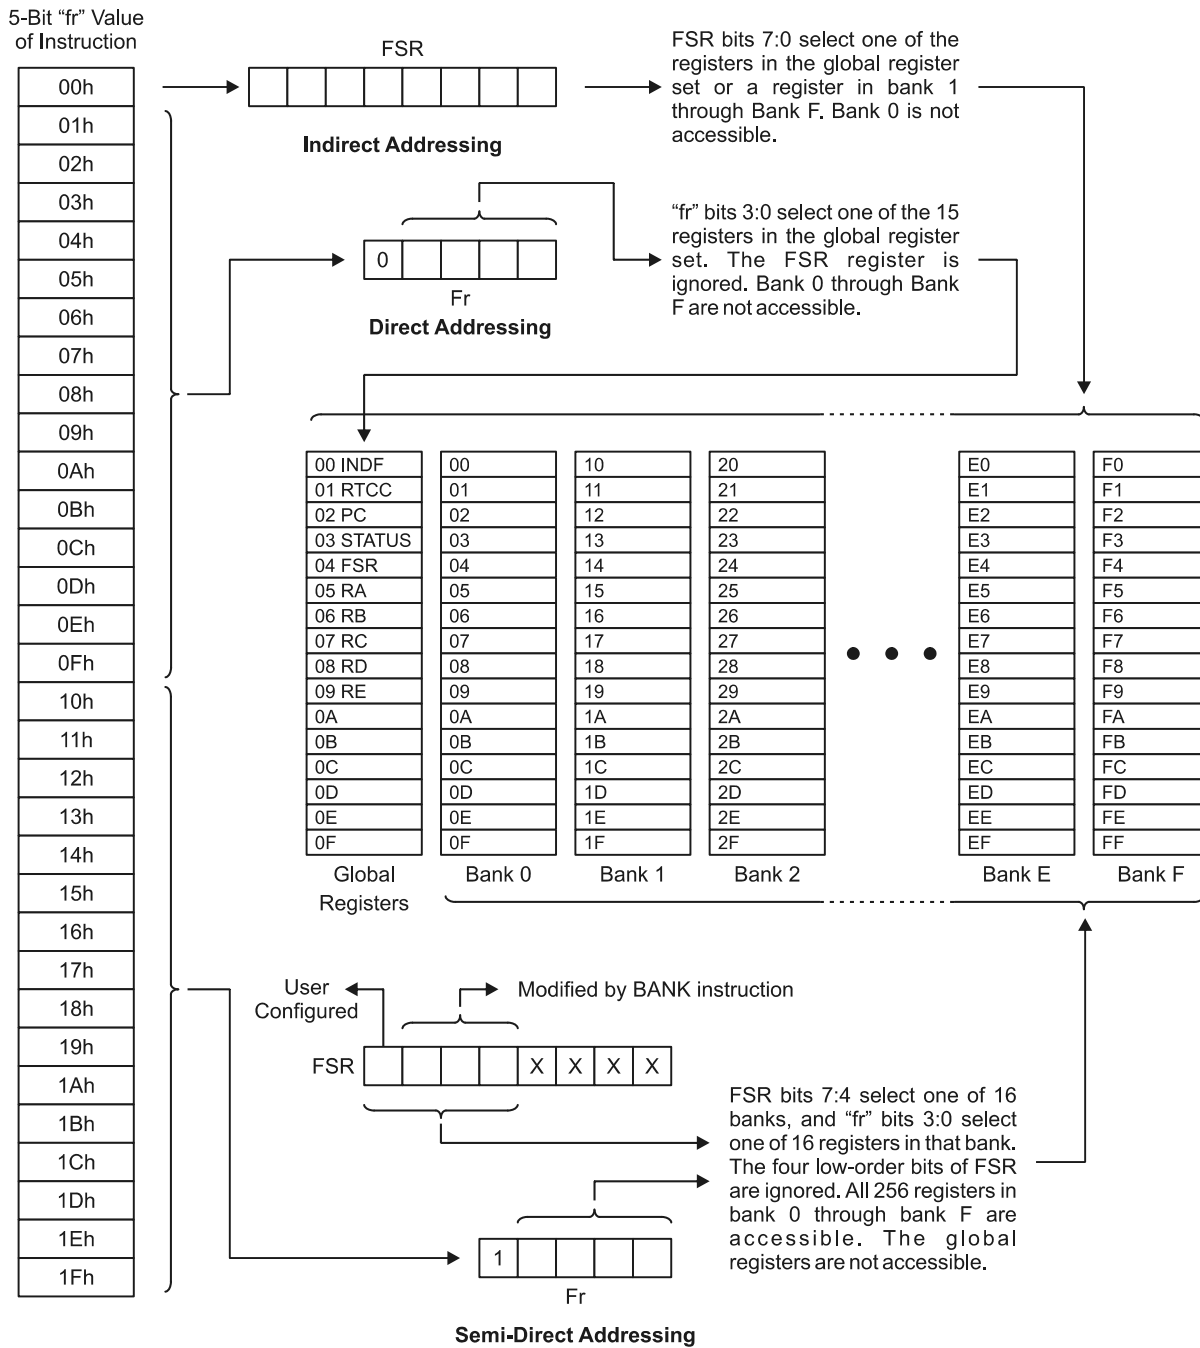 5-Bit “fr” Value
of Instruction
00h
01h
02h
03h
04h
05h
06h
07h
08h
09h
0Ah
0Bh
0Ch
0Dh
0Eh
0Fh
10h
11h
12h
13h
14h
15h
16h
17h
18h
19h
1Ah
1Bh
1Ch
1Dh
1Eh
1Fh
FSR
Indirect Addressing
FSR bits 7:0 select one of the
registers in the global register
set or a register in bank 1
through Bank F. Bank 0 is not
accessible.
0
Fr
Direct Addressing
“fr” bits 3:0 select one of the 15
registers in the global register
set. The FSR register is
ignored. Bank 0 through Bank
F are not accessible.
00 INDF
01 RTCC
02 PC
03 STATUS
04 FSR
05 RA
06 RB
07 RC
08 RD
09 RE
0A
0B
0C
0D
0E
0F
Global
Registers
00
01
02
03
04
05
06
07
08
09
0A
0B
0C
0D
0E
0F
Bank 0
10
11
12
13
14
15
16
17
18
19
1A
1B
1C
1D
1E
1F
Bank 1
20
21
22
23
24
25
26
27
28
29
2A
2B
2C
2D
2E
2F
Bank 2
E0
E1
E2
E3
E4
E5
E6
E7
E8
E9
EA
EB
EC
ED
EE
EF
Bank E
F0
F1
F2
F3
F4
F5
F6
F7
F8
F9
FA
FB
FC
FD
FE
FF
Bank F
User
Configured
Modified by BANK instruction
FSR
X X X X
FSR bits 7:4 select one of 16
banks, and “fr” bits 3:0 select
one of 16 registers in that bank.
The four low-order bits of FSR
are ignored. All 256 registers in
bank 0 through bank F are
accessible. The global
registers are not accessible.
1
Fr
Semi-Direct Addressing